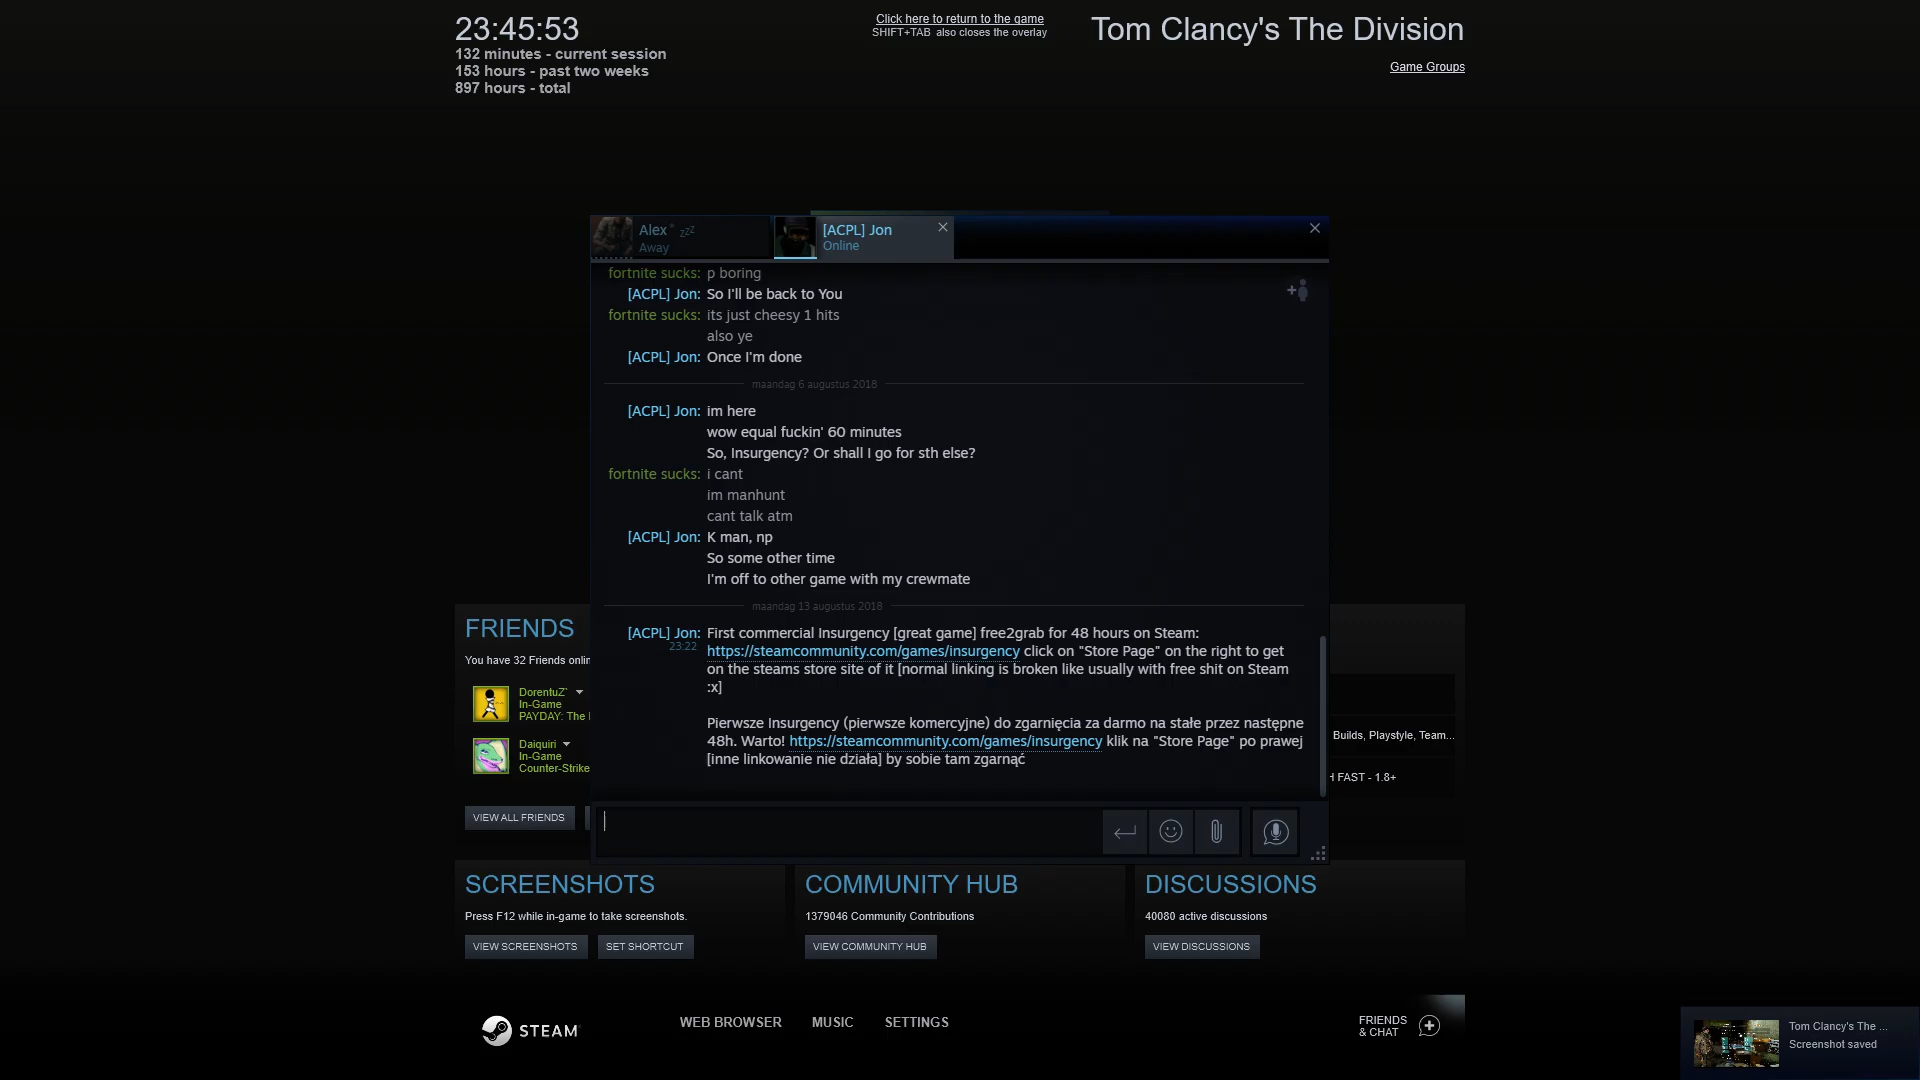 23:45:53
132 minutes - current session
153 hours - past two weeks
897 hours - total
Click here to return to the game
SHIFT+TAB also closes the overlay
Tom Clancy's The Division
Game Groups
Alex * zzZ
Away
[ACPL] Jon
Online
fortnite sucks: p boring
[ACPL] Jon: So I'll be back to You
fortnite sucks: its just cheesy 1 hits
also ye
[ACPL] Jon: Once I'm done
maandag 6 augustus 2018
[ACPL] Jon: im here
wow equal fuckin' 60 minutes
So, Insurgency? Or shall I go for sth else?
fortnite sucks: i cant
im manhunt
cant talk atm
[ACPL] Jon: K man, np
So some other time
I'm off to other game with my crewmate
maandag 13 augustus 2018
[ACPL] Jon: First commercial Insurgency [great game] free2grab for 48 hours on Steam:
23:22 https://steamcommunity.com/games/insurgency click on "Store Page" on the right to get
on the steams store site of it [normal linking is broken like usually with free shit on Steam
:x]
Pierwsze Insurgency (pierwsze komercyjne) do zgarnięcia za darmo na stałe przez następne
48h. Warto! https://steamcommunity.com/games/insurgency klik na "Store Page" po prawej
[inne linkowanie nie działa] by sobie tam zgarnąć
FRIENDS
You have 32 Friends onlin
DorentuZ'
In-Game
PAYDAY: The
Daiquiri
In-Game
Counter-Strike
VIEW ALL FRIENDS
Builds, Playstyle, Team...
FAST - 1.8+
SCREENSHOTS
Press F12 while in-game to take screenshots.
VIEW SCREENSHOTS
SET SHORTCUT
COMMUNITY HUB
1379046 Community Contributions
VIEW COMMUNITY HUB
DISCUSSIONS
40080 active discussions
VIEW DISCUSSIONS
STEAM
WEB BROWSER
MUSIC
SETTINGS
FRIENDS
& CHAT
Tom Clancy's The ...
Screenshot saved